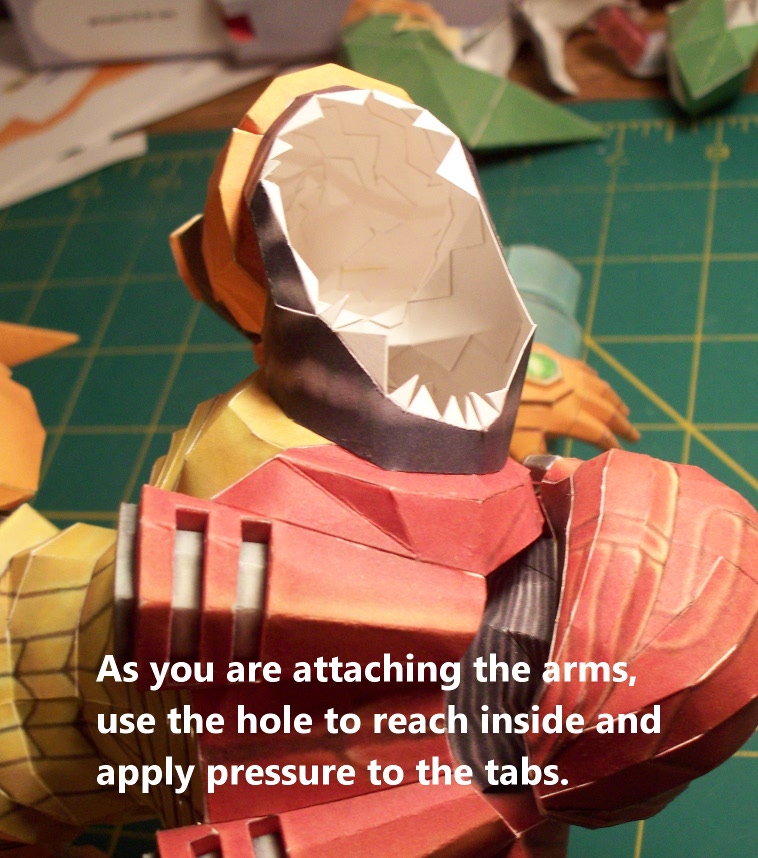 As you are attaching the arms,
use the hole to reach inside and
apply pressure to the tabs.